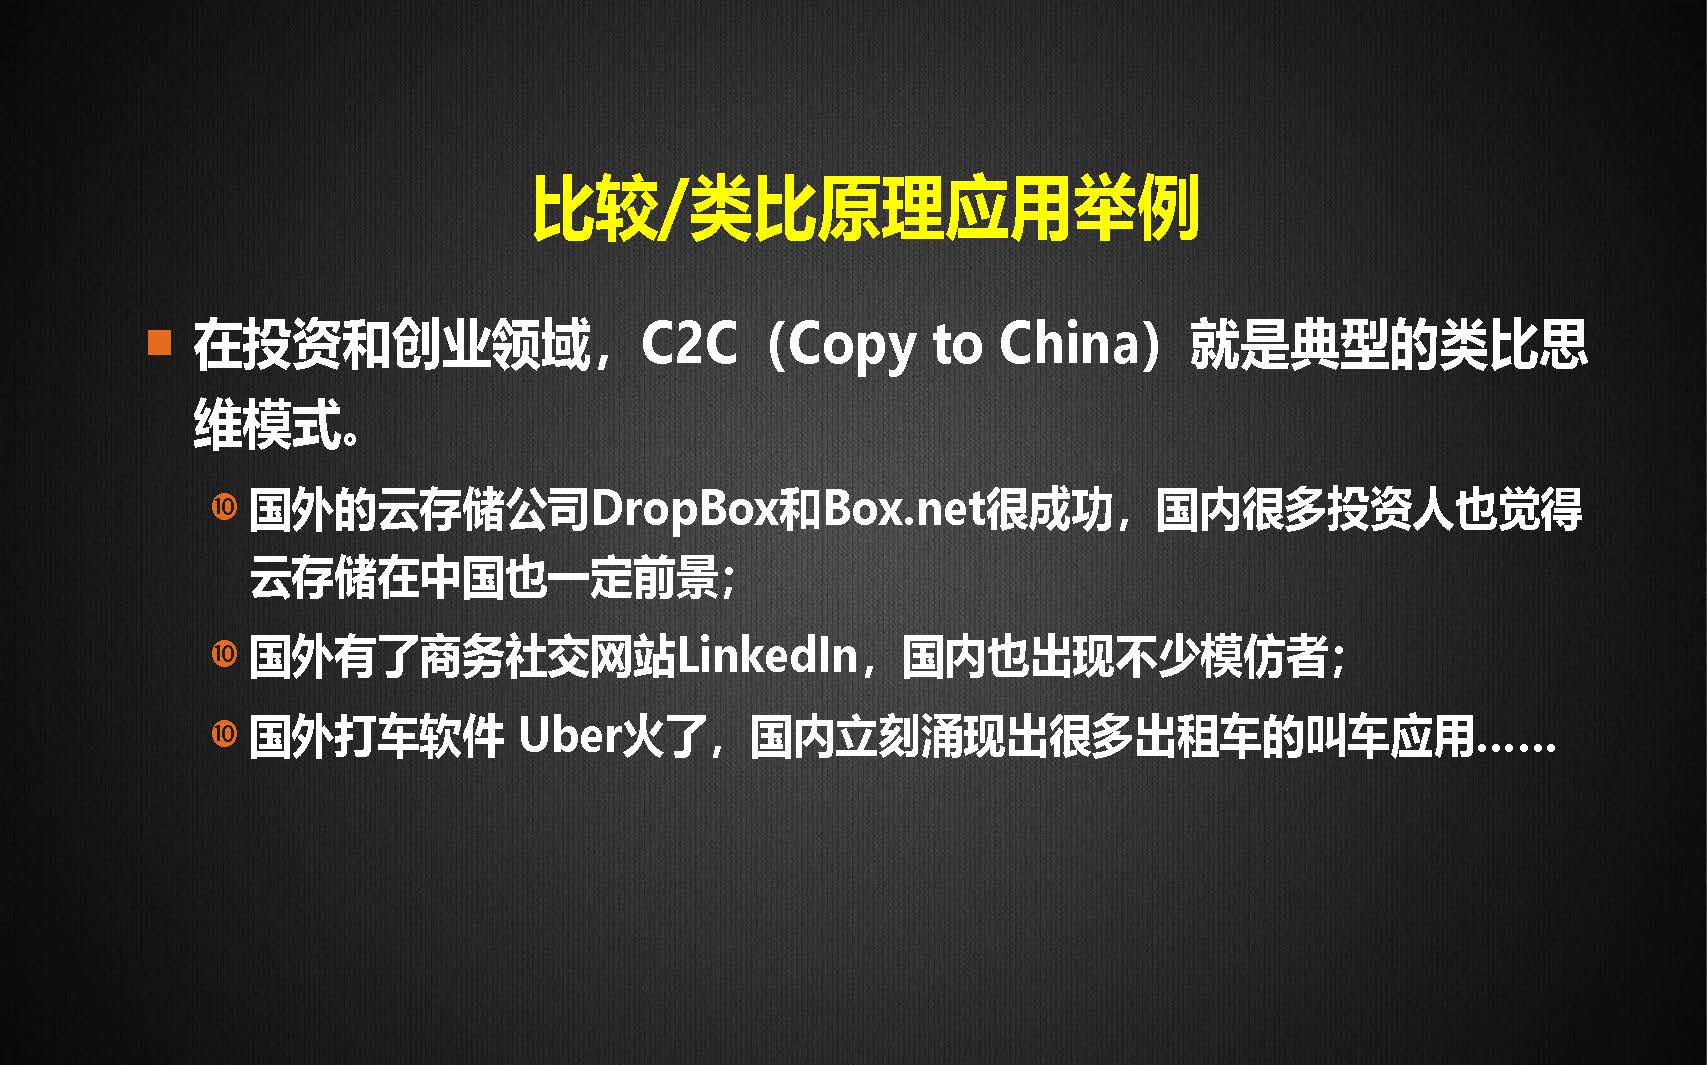 比较/类比原理应用举例
在投资和创业领域，C2C（Copy to China）就是典型的类比思
维模式。
⑩ 国外的云存储公司DropBox和Box.net很成功，国内很多投资人也觉得
云存储在中国也一定前景；
⑩ 国外有了商务社交网站LinkedIn，国内也出现不少模仿者；
⑩ 国外打车软件 Uber火了，国内立刻涌现出很多出租车的叫车应用……